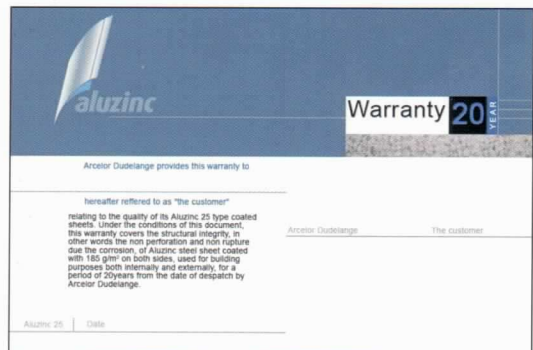 aluzinc
Warranty 20 YEAR
Arcelor Dudelange provides this warranty to
hereafter reffered to as "the customer"
relating to the quality of its Aluzinc 25 type coated
sheets. Under the conditions of this document,
this warranty covers the structural integrity, in
other words the non perforation and non rupture
due the corrosion, of Aluzinc steel sheet coated
with 185 g/m² on both sides, used for building
purposes both internally and externally, for a
period of 20years from the date of despatch by
Arcelor Dudelange.
Arcelor Dudelange The customer
Aluzinc 25 Date